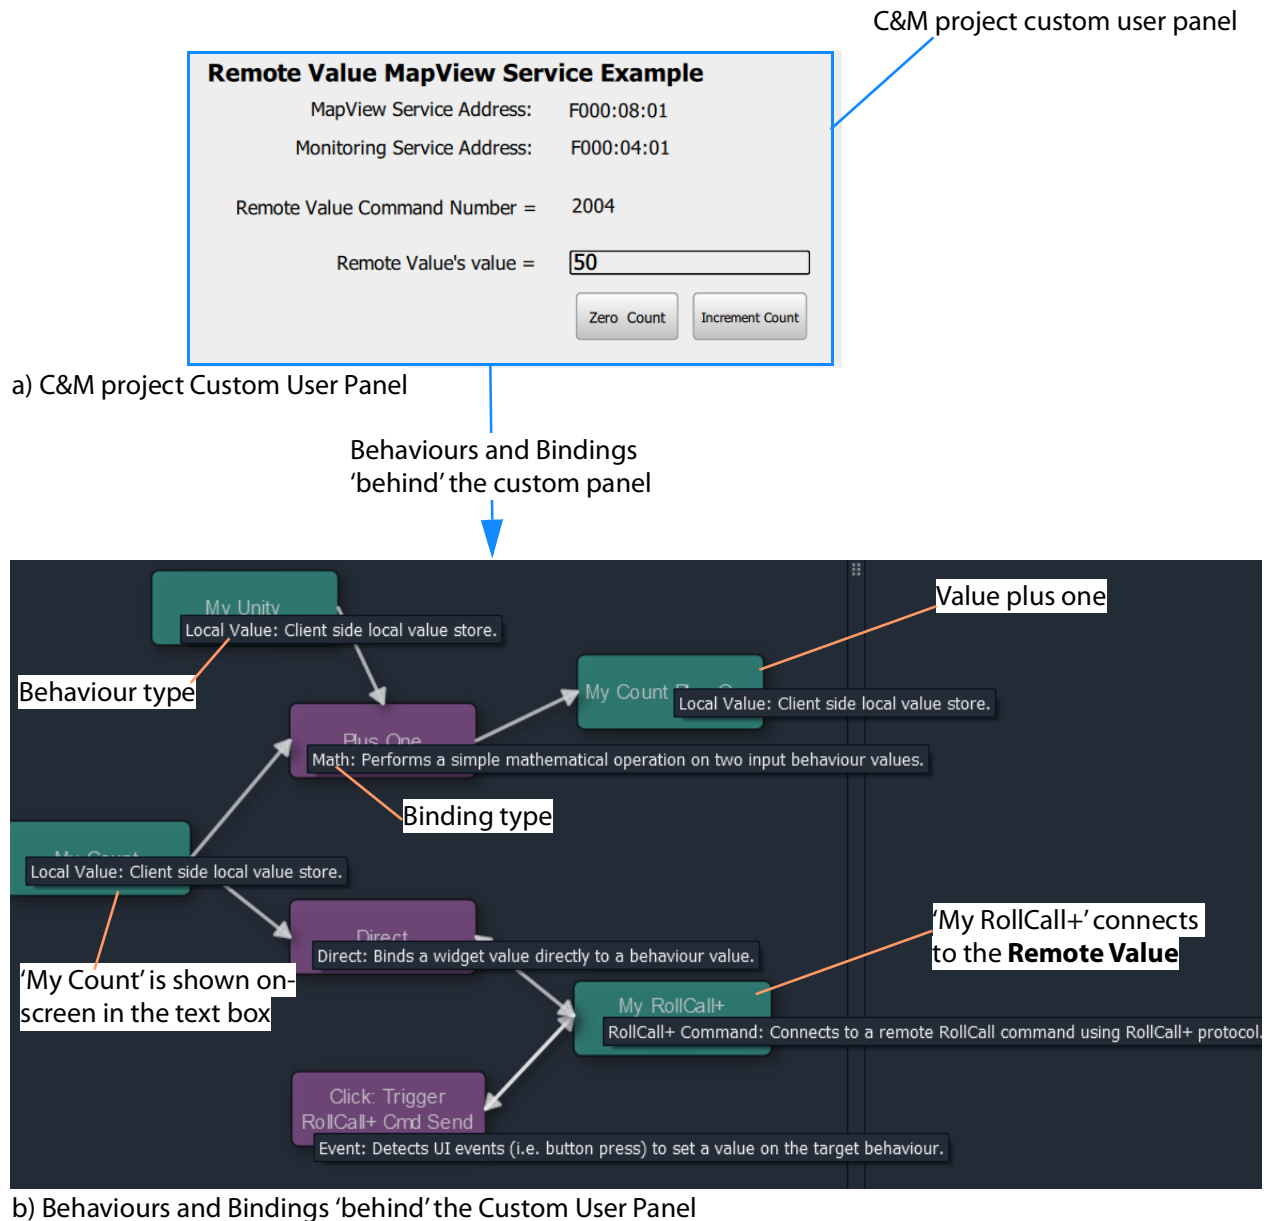 C&M project custom user panel
Remote Value MapView Service Example
MapView Service Address: F000:08:01
Monitoring Service Address: F000:04:01
Remote Value Command Number = 2004
Remote Value's value = 50
Zero Count Increment Count
a) C&M project Custom User Panel
Behaviours and Bindings
‘behind’ the custom panel
My Unity
Local Value: Client side local value store.
Behaviour type
Value plus one
My Count
Local Value: Client side local value store.
Plus One
Math: Performs a simple mathematical operation on two input behaviour values.
Binding type
My Count
Local Value: Client side local value store.
‘My Count’ is shown on-
screen in the text box
Direct
Direct: Binds a widget value directly to a behaviour value.
‘My RollCall+’ connects
to the Remote Value
My RollCall+
RollCall+ Command: Connects to a remote RollCall command using RollCall+ protocol.
Click: Trigger
RollCall+ Cmd Send
Event: Detects UI events (i.e. button press) to set a value on the target behaviour.
b) Behaviours and Bindings ‘behind’ the Custom User Panel